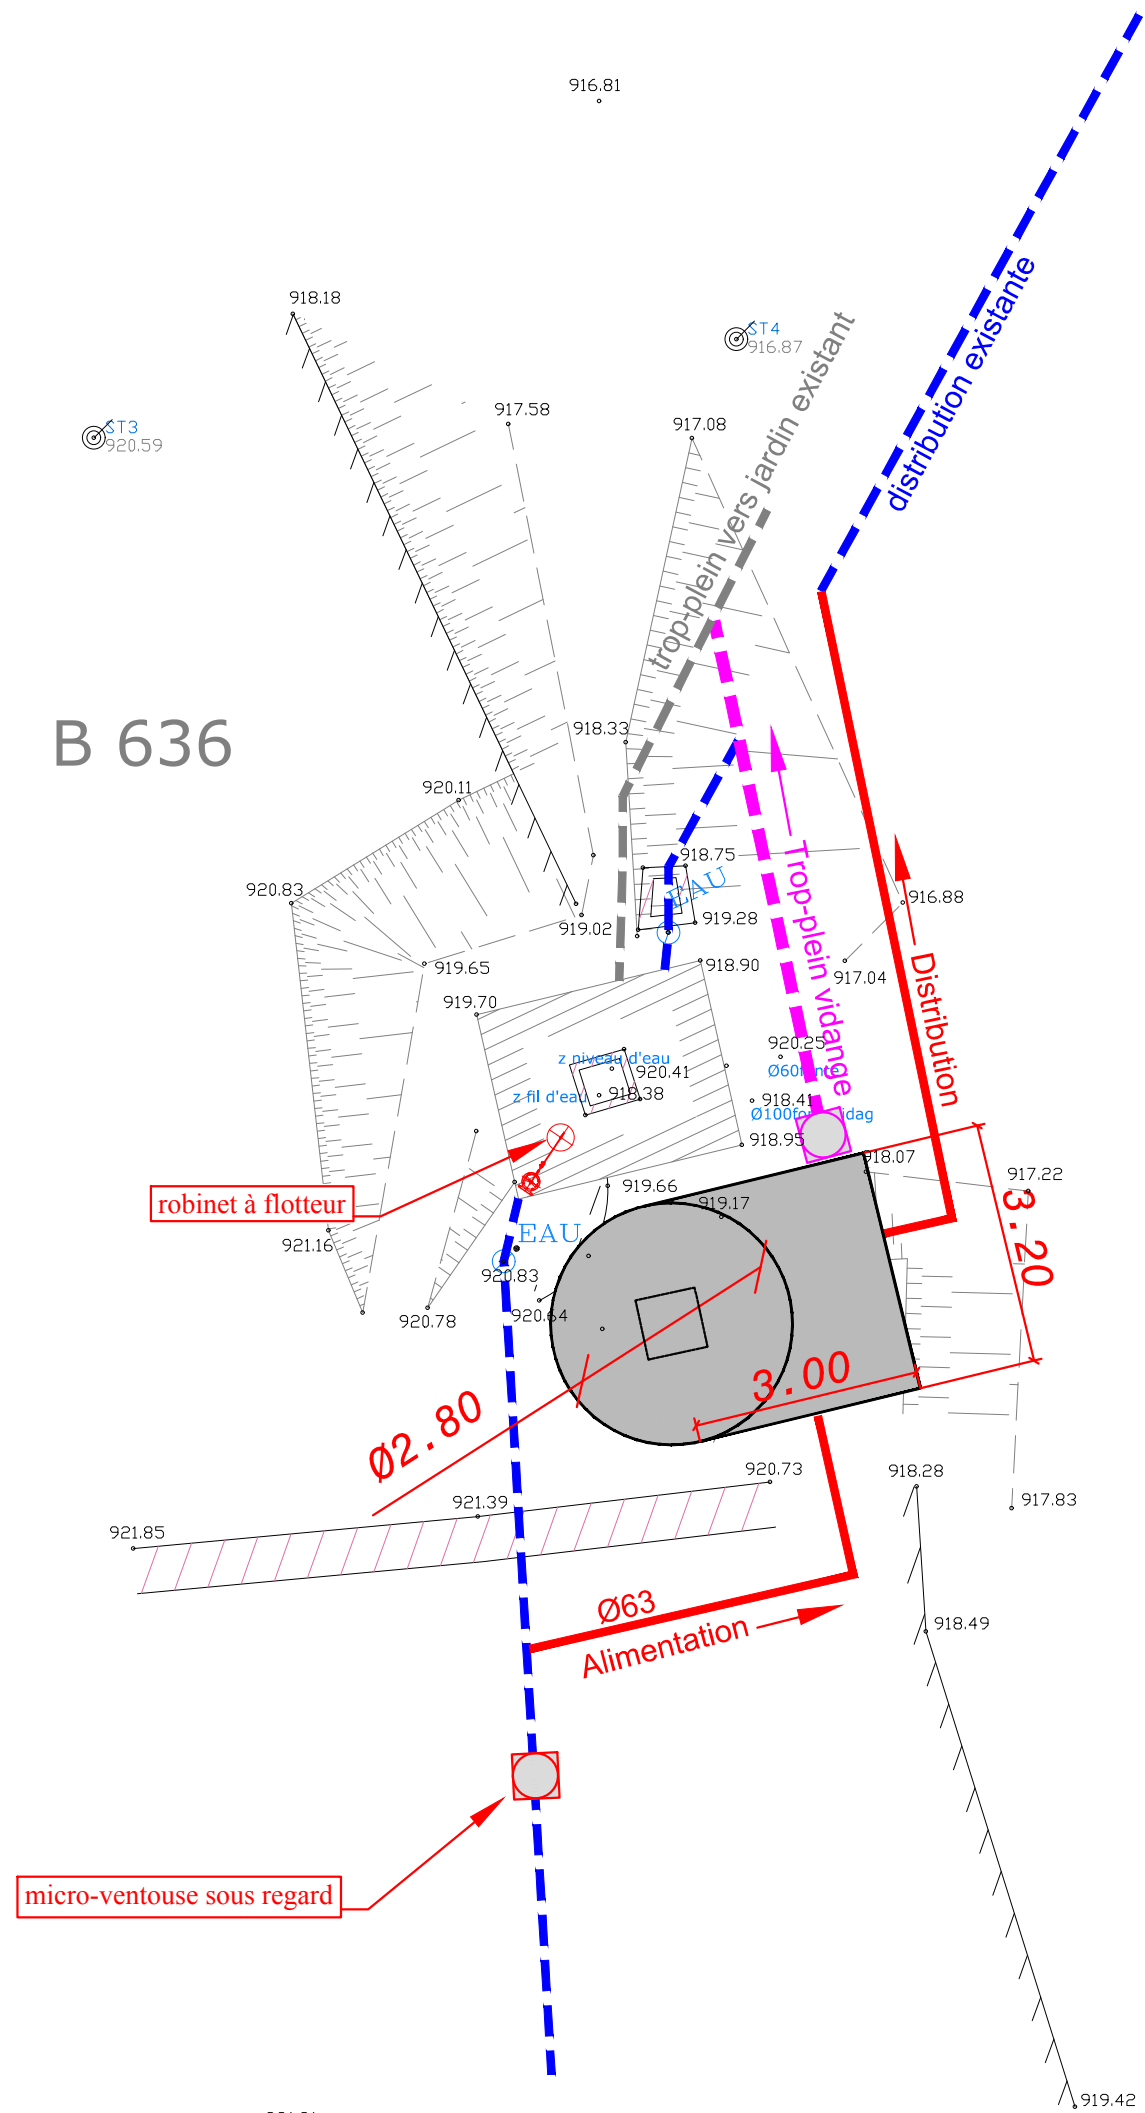 916.81
918.18
ST4
916.87
distribution existante
trop-plein vers jardin existant
917.58
917.08
ST3
920.59
918.33
B 636
920.11
918.75
EAU
920.83
919.28
919.02
916.88
919.65
918.90
917.04
919.70
Trop-plein vidange
Distribution
920.25
z niveau d'eau
920.41
z fil d'eau
918.38
918.41
918.95
918.07
robinet à flotteur
919.66
917.22
919.17
3.20
921.16
EAU
920.83
920.64
920.78
3.00
Ø2.80
920.73
918.28
921.39
917.83
921.85
Ø63
Alimentation
918.49
micro-ventouse sous regard
919.42